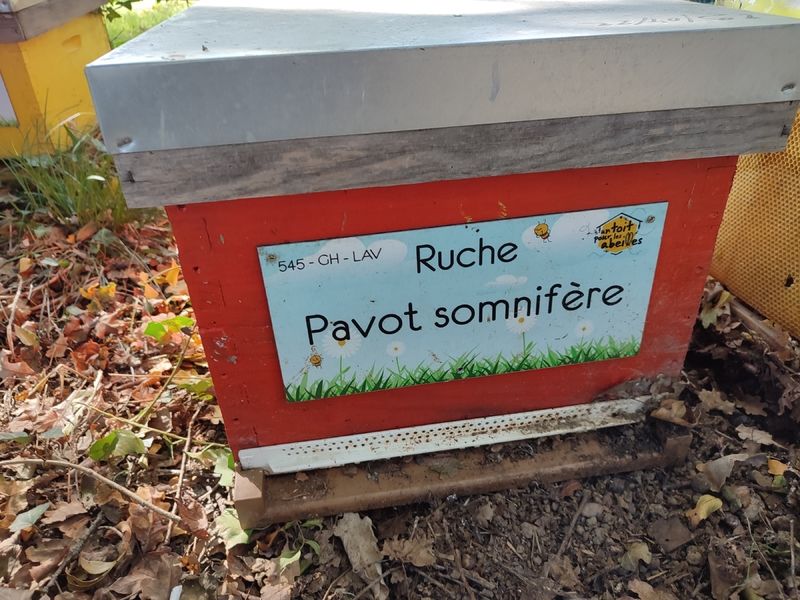 545 - GH - LAV
Ruche
Pavot somnifère
un toit
pour les
abeilles